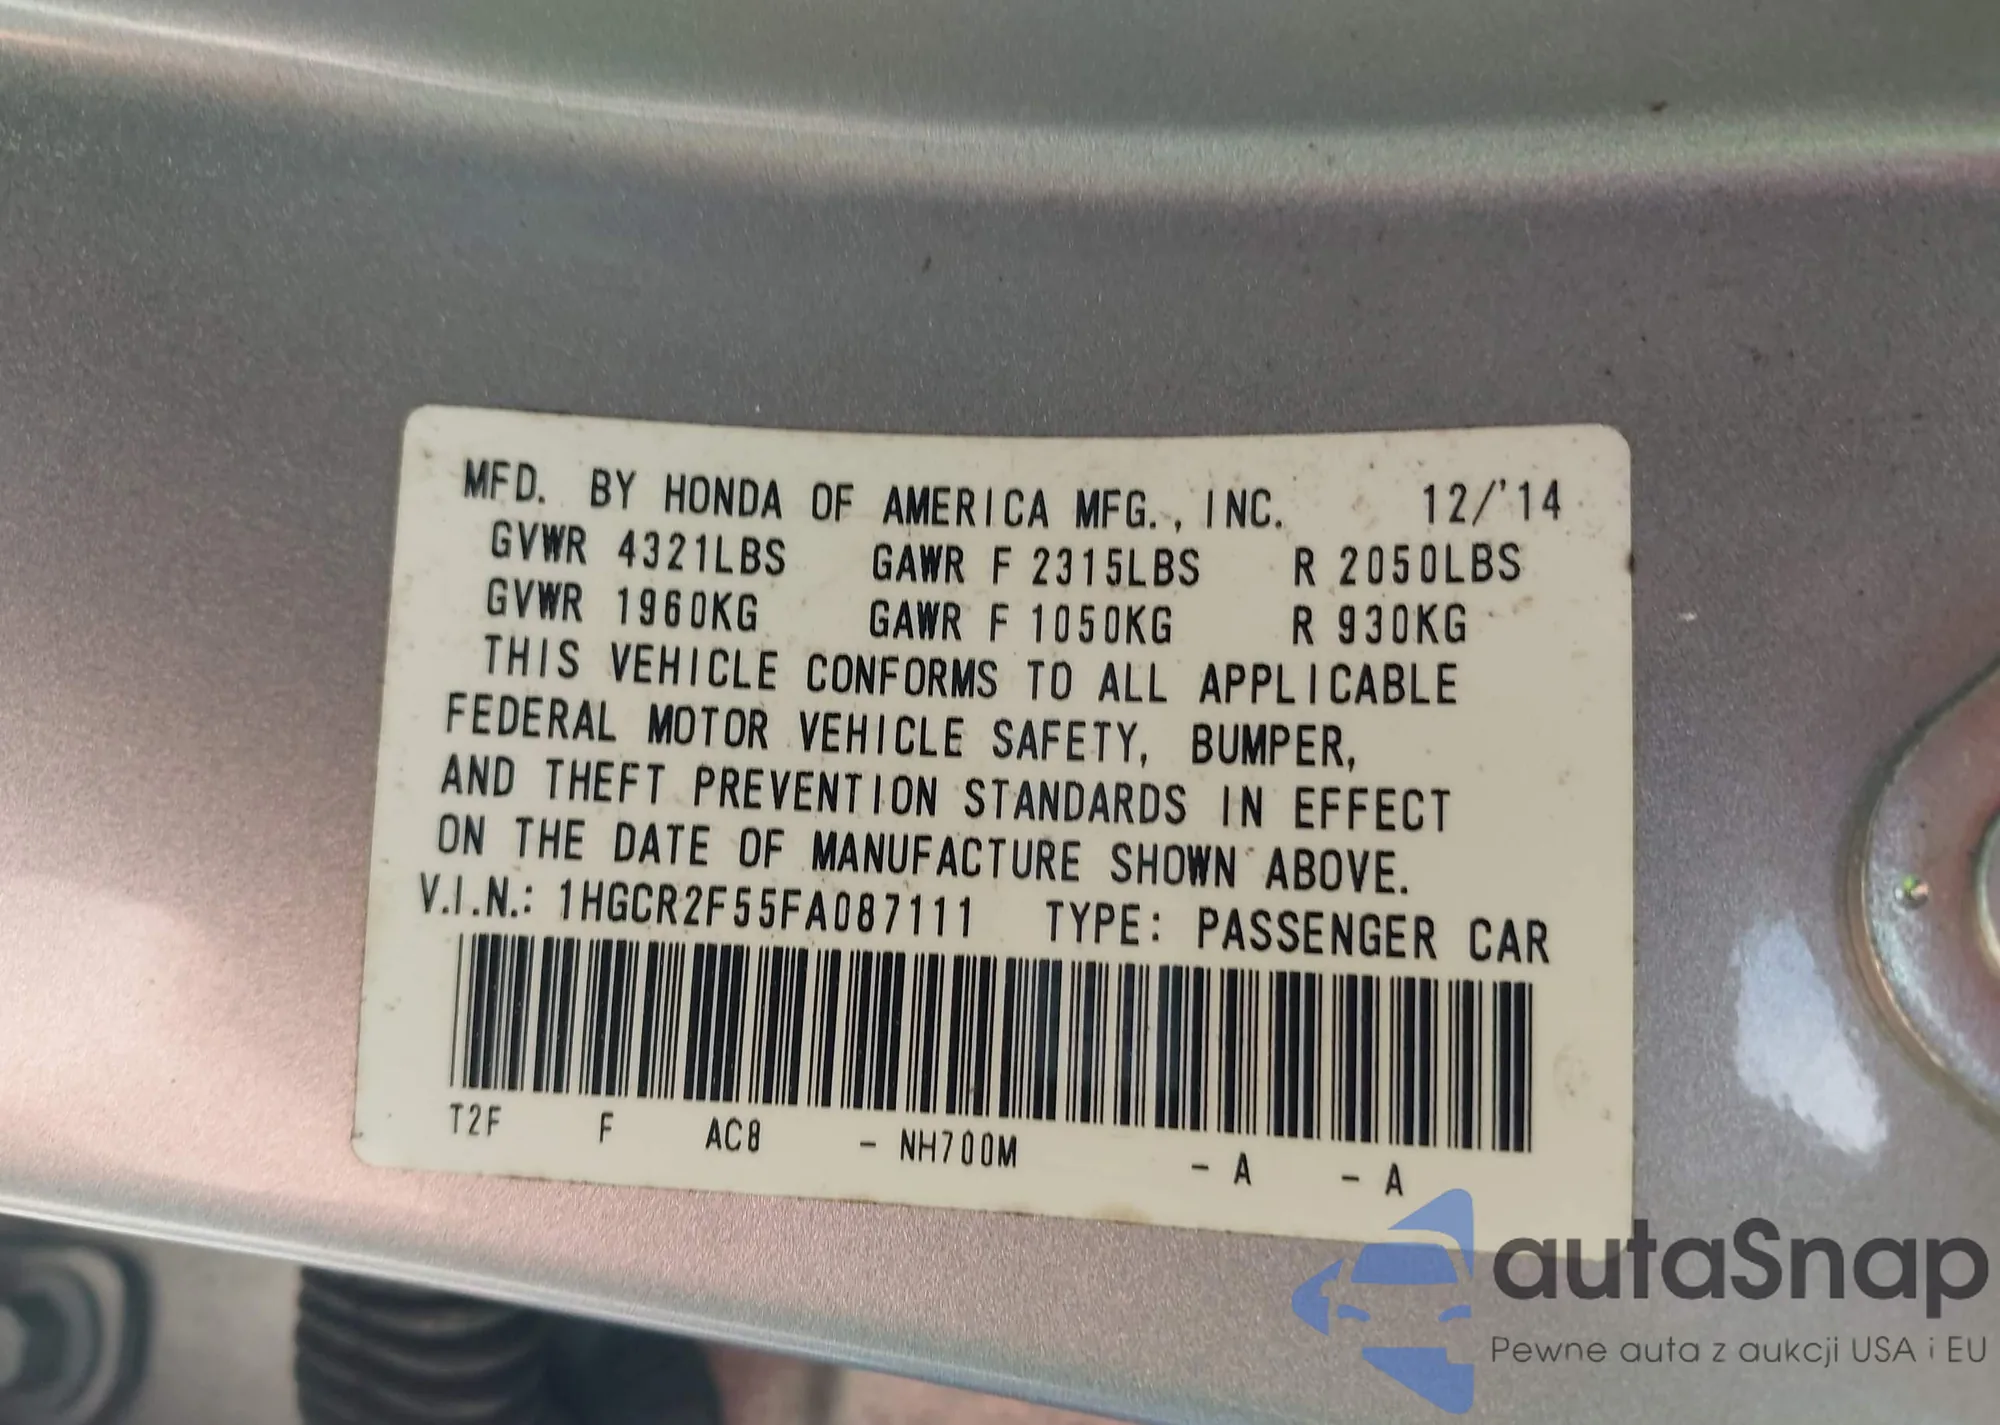 MFD. BY HONDA OF AMERICA MFG., INC. 12/'14
GVWR 4321LBS GAWR F 2315LBS R 2050LBS
GVWR 1960KG GAWR F 1050KG R 930KG
THIS VEHICLE CONFORMS TO ALL APPLICABLE
FEDERAL MOTOR VEHICLE SAFETY, BUMPER,
AND THEFT PREVENTION STANDARDS IN EFFECT
ON THE DATE OF MANUFACTURE SHOWN ABOVE.
V.I.N.: 1HGCR2F55FA087111 TYPE: PASSENGER CAR
T2F F AC8 - NH700M - A - A
autaSnap
Pewne auta z aukcji USA i EU